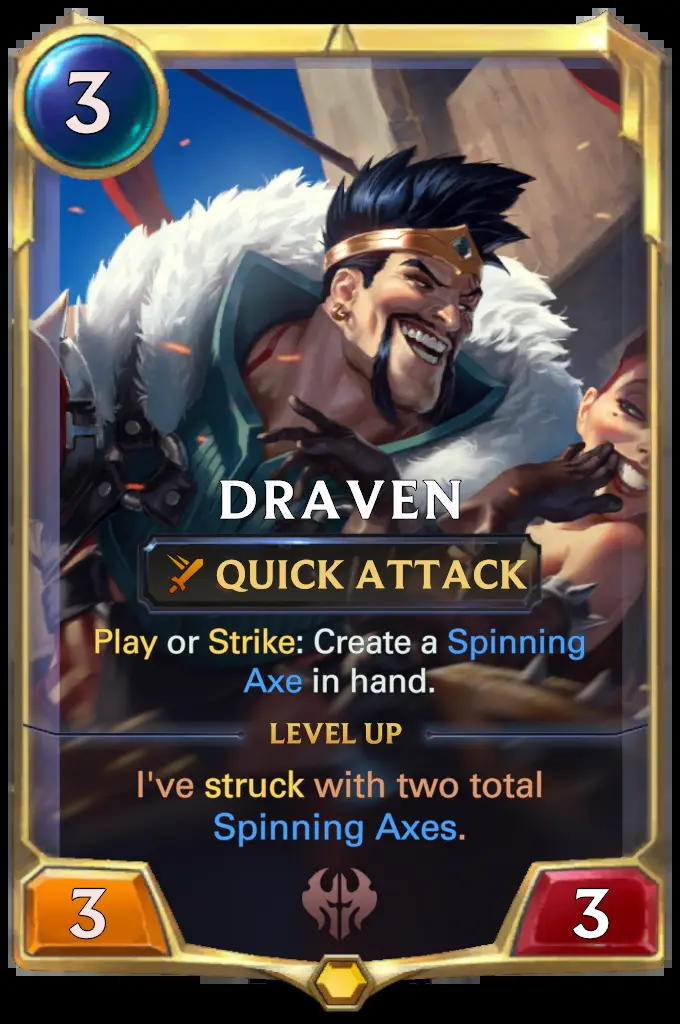 3
DRAVEN
QUICK ATTACK
Play or Strike: Create a Spinning
Axe in hand.
LEVEL UP
I've struck with two total
Spinning Axes.
3
3